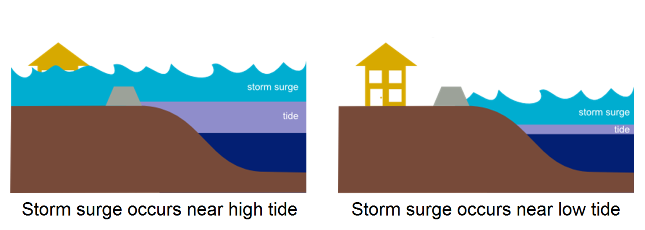 storm surge
tide
Storm surge occurs near high tide
storm surge
tide
Storm surge occurs near low tide